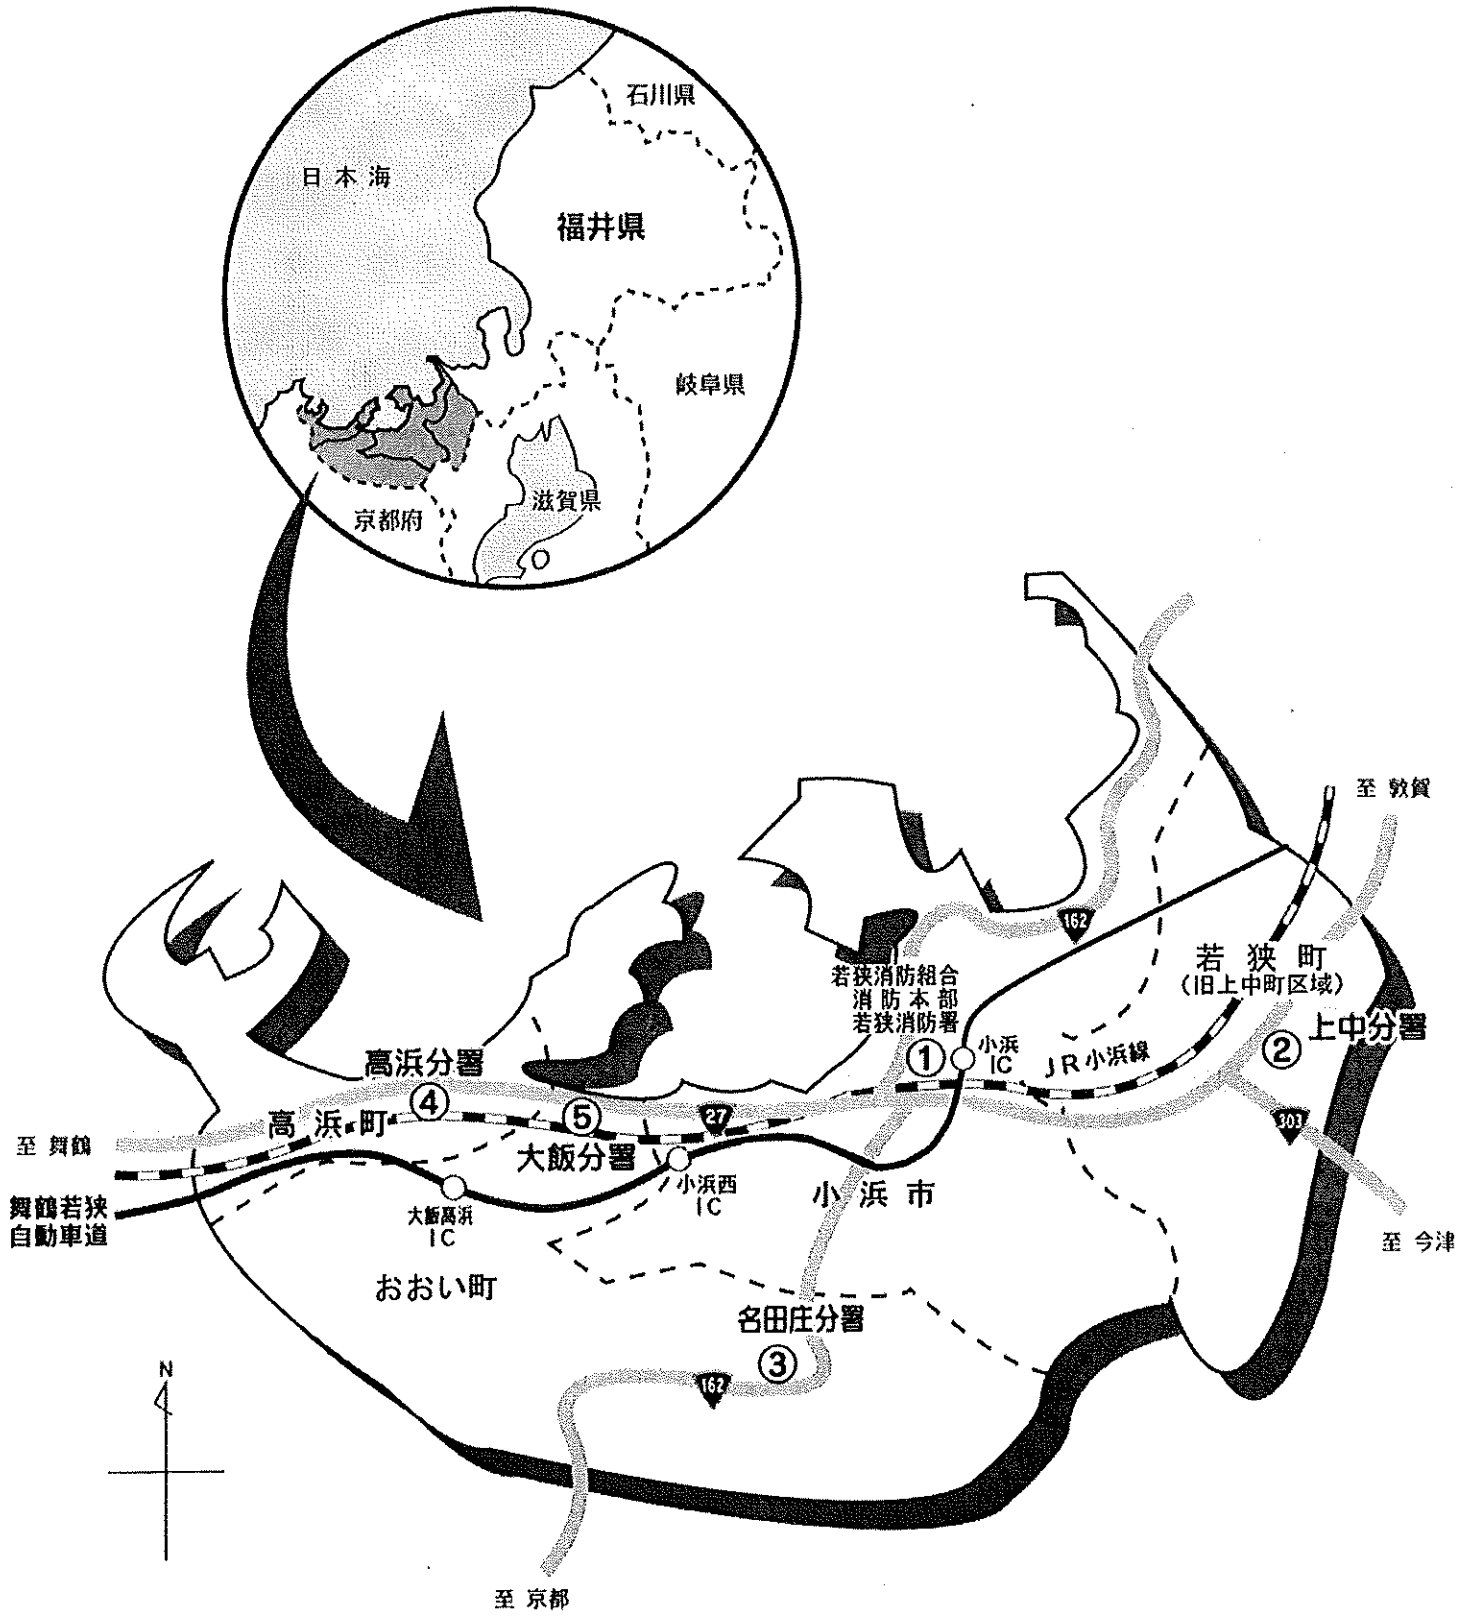 石川県
日本海
福井県
岐阜県
滋賀県
京都府
至 敦賀
162
若狭町
(旧上中町区域)
若狭消防組合
消防本部
若狭消防署
上中分署
①
小浜
IC
JR小浜線
②
高浜分署
④
⑤
27
303
高浜町
至 舞鶴
大飯分署
小浜西
IC
小浜市
舞鶴若狭
自動車道
大飯高浜
IC
至 今津
おおい町
名田庄分署
③
162
N
至 京都